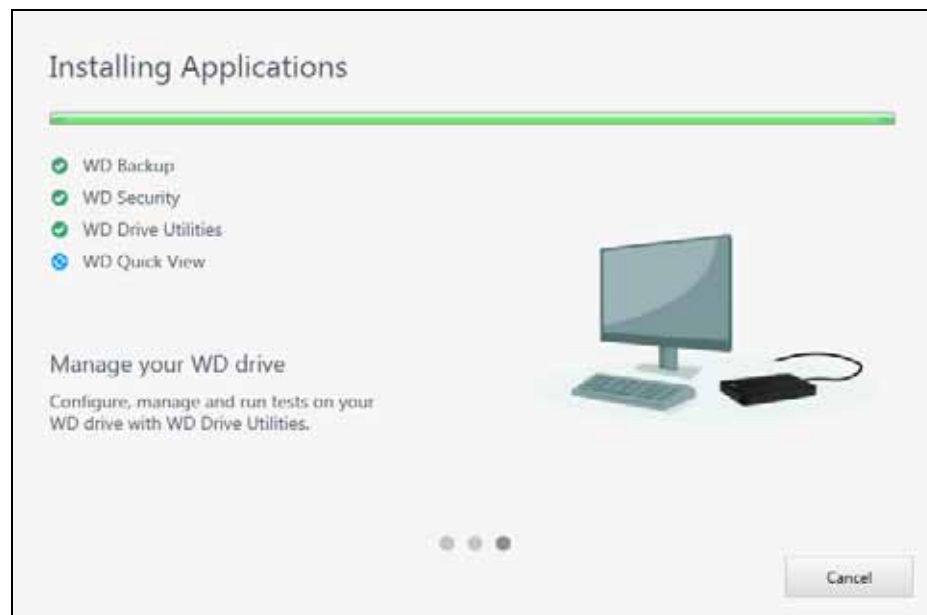 Installing Applications
WD Backup
WD Security
WD Drive Utilities
WD Quick View
Manage your WD drive
Configure, manage and run tests on your
WD drive with WD Drive Utilities.
Cancel